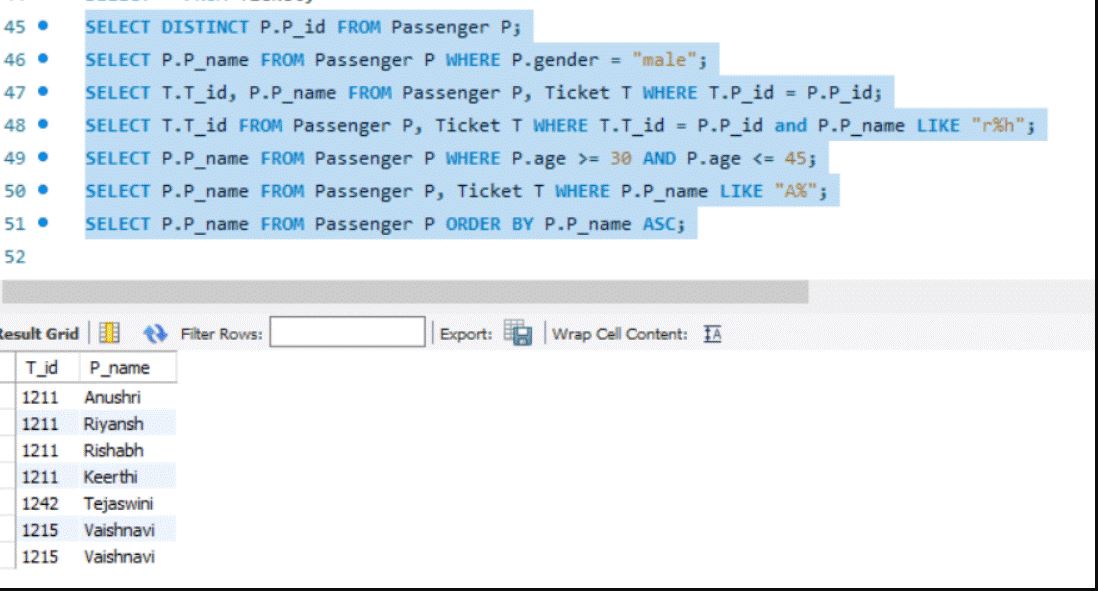 45 SELECT DISTINCT P.P_id FROM Passenger P;
46 SELECT P.P_name FROM Passenger P WHERE P.gender = "male";
47 SELECT T.T_id, P.P_name FROM Passenger P, Ticket T WHERE T.P_id = P.P_id;
48 SELECT T.T_id FROM Passenger P, Ticket T WHERE T.T_id = P.P_id and P.P_name LIKE "r%h";
49 SELECT P.P_name FROM Passenger P WHERE P.age >= 30 AND P.age <= 45;
50 SELECT P.P_name FROM Passenger P, Ticket T WHERE P.P_name LIKE "A%";
51 SELECT P.P_name FROM Passenger P ORDER BY P.P_name ASC;
52
Result Grid Filter Rows: Export: Wrap Cell Content:
T_id P_name
1211 Anushri
1211 Riyansh
1211 Rishabh
1211 Keerthi
1242 Tejaswini
1215 Vaishnavi
1215 Vaishnavi